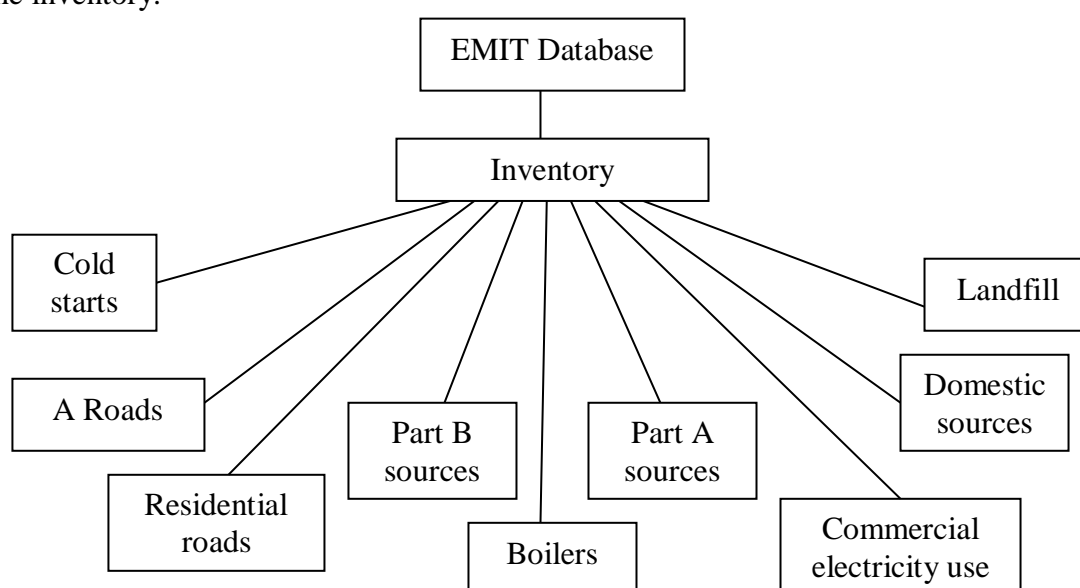 the inventory.
EMIT Database
Inventory
Cold
starts
Landfill
A Roads
Domestic
sources
Part B
sources
Part A
sources
Residential
roads
Boilers
Commercial
electricity use